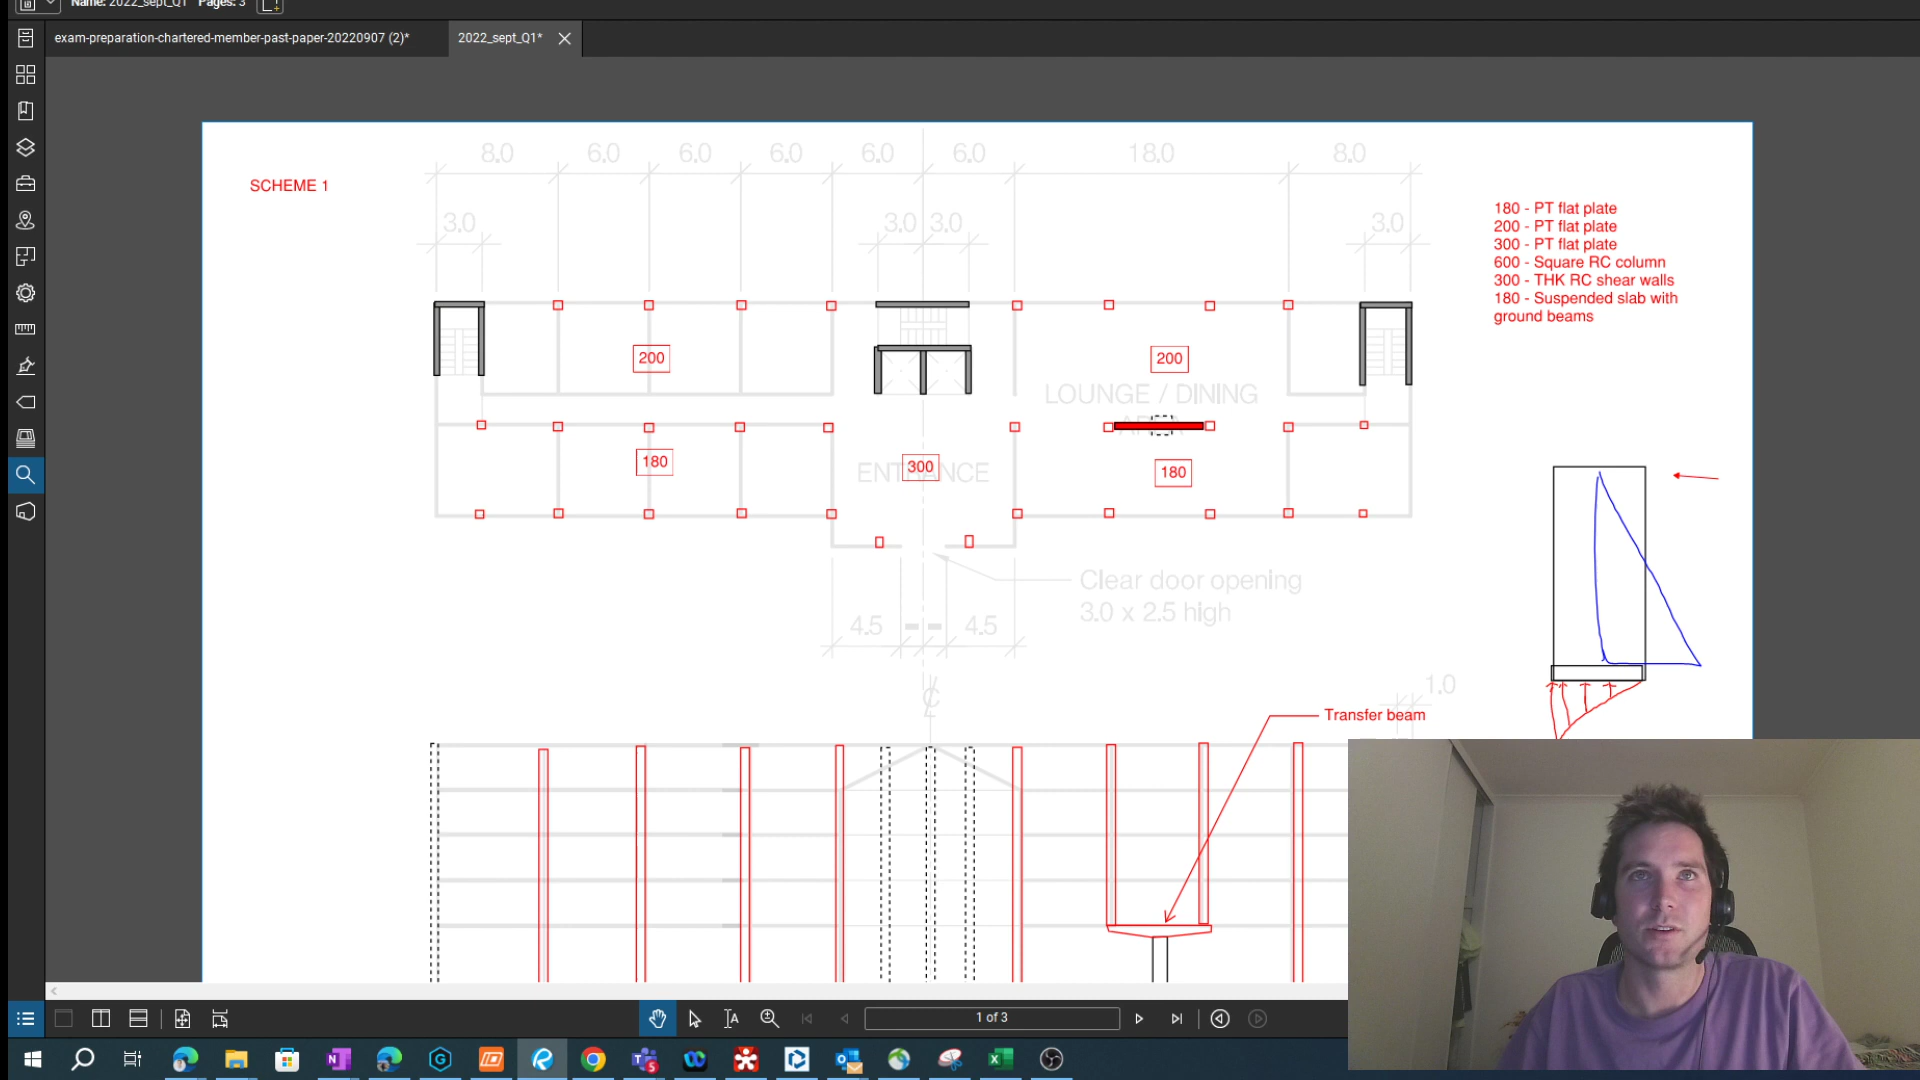 Name: 2022_sept_Q1 Pages: 3
exam-preparation-chartered-member-past-paper-20220907 (2)*
2022_sept_Q1*
8.0 6.0 6.0 6.0 6.0 6.0 18.0 8.0
SCHEME 1
3.0 3.0 3.0 3.0
180 - PT flat plate
200 - PT flat plate
300 - PT flat plate
600 - Square RC column
300 - THK RC shear walls
180 - Suspended slab with
ground beams
200 200
LOUNGE / DINING
180 ENTRANCE 300 180
Clear door opening
3.0 x 2.5 high
4.5 4.5
1.0
Transfer beam
1 of 3